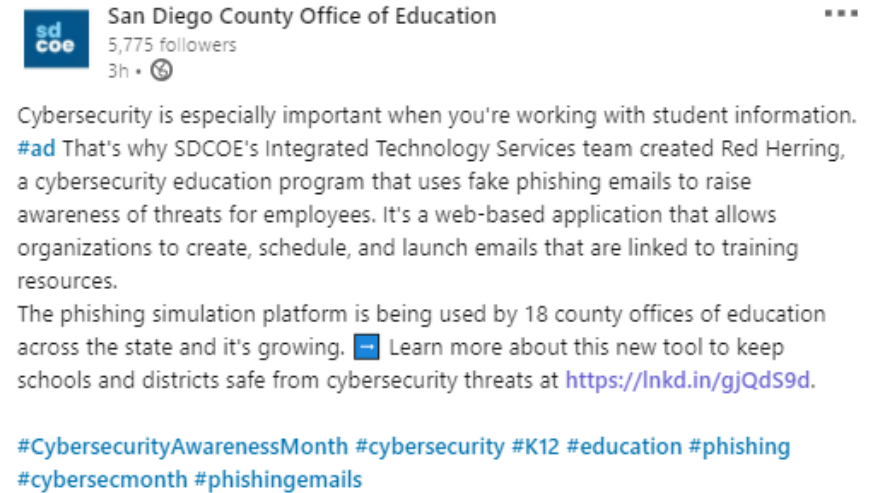 sd
coe
San Diego County Office of Education
5,775 followers
3h •
Cybersecurity is especially important when you're working with student information.
#ad That's why SDCOE's Integrated Technology Services team created Red Herring,
a cybersecurity education program that uses fake phishing emails to raise
awareness of threats for employees. It's a web-based application that allows
organizations to create, schedule, and launch emails that are linked to training
resources.
The phishing simulation platform is being used by 18 county offices of education
across the state and it's growing. ➡ Learn more about this new tool to keep
schools and districts safe from cybersecurity threats at https://lnkd.in/gjQdS9d.
#CybersecurityAwarenessMonth #cybersecurity #K12 #education #phishing
#cybersecmonth #phishingemails